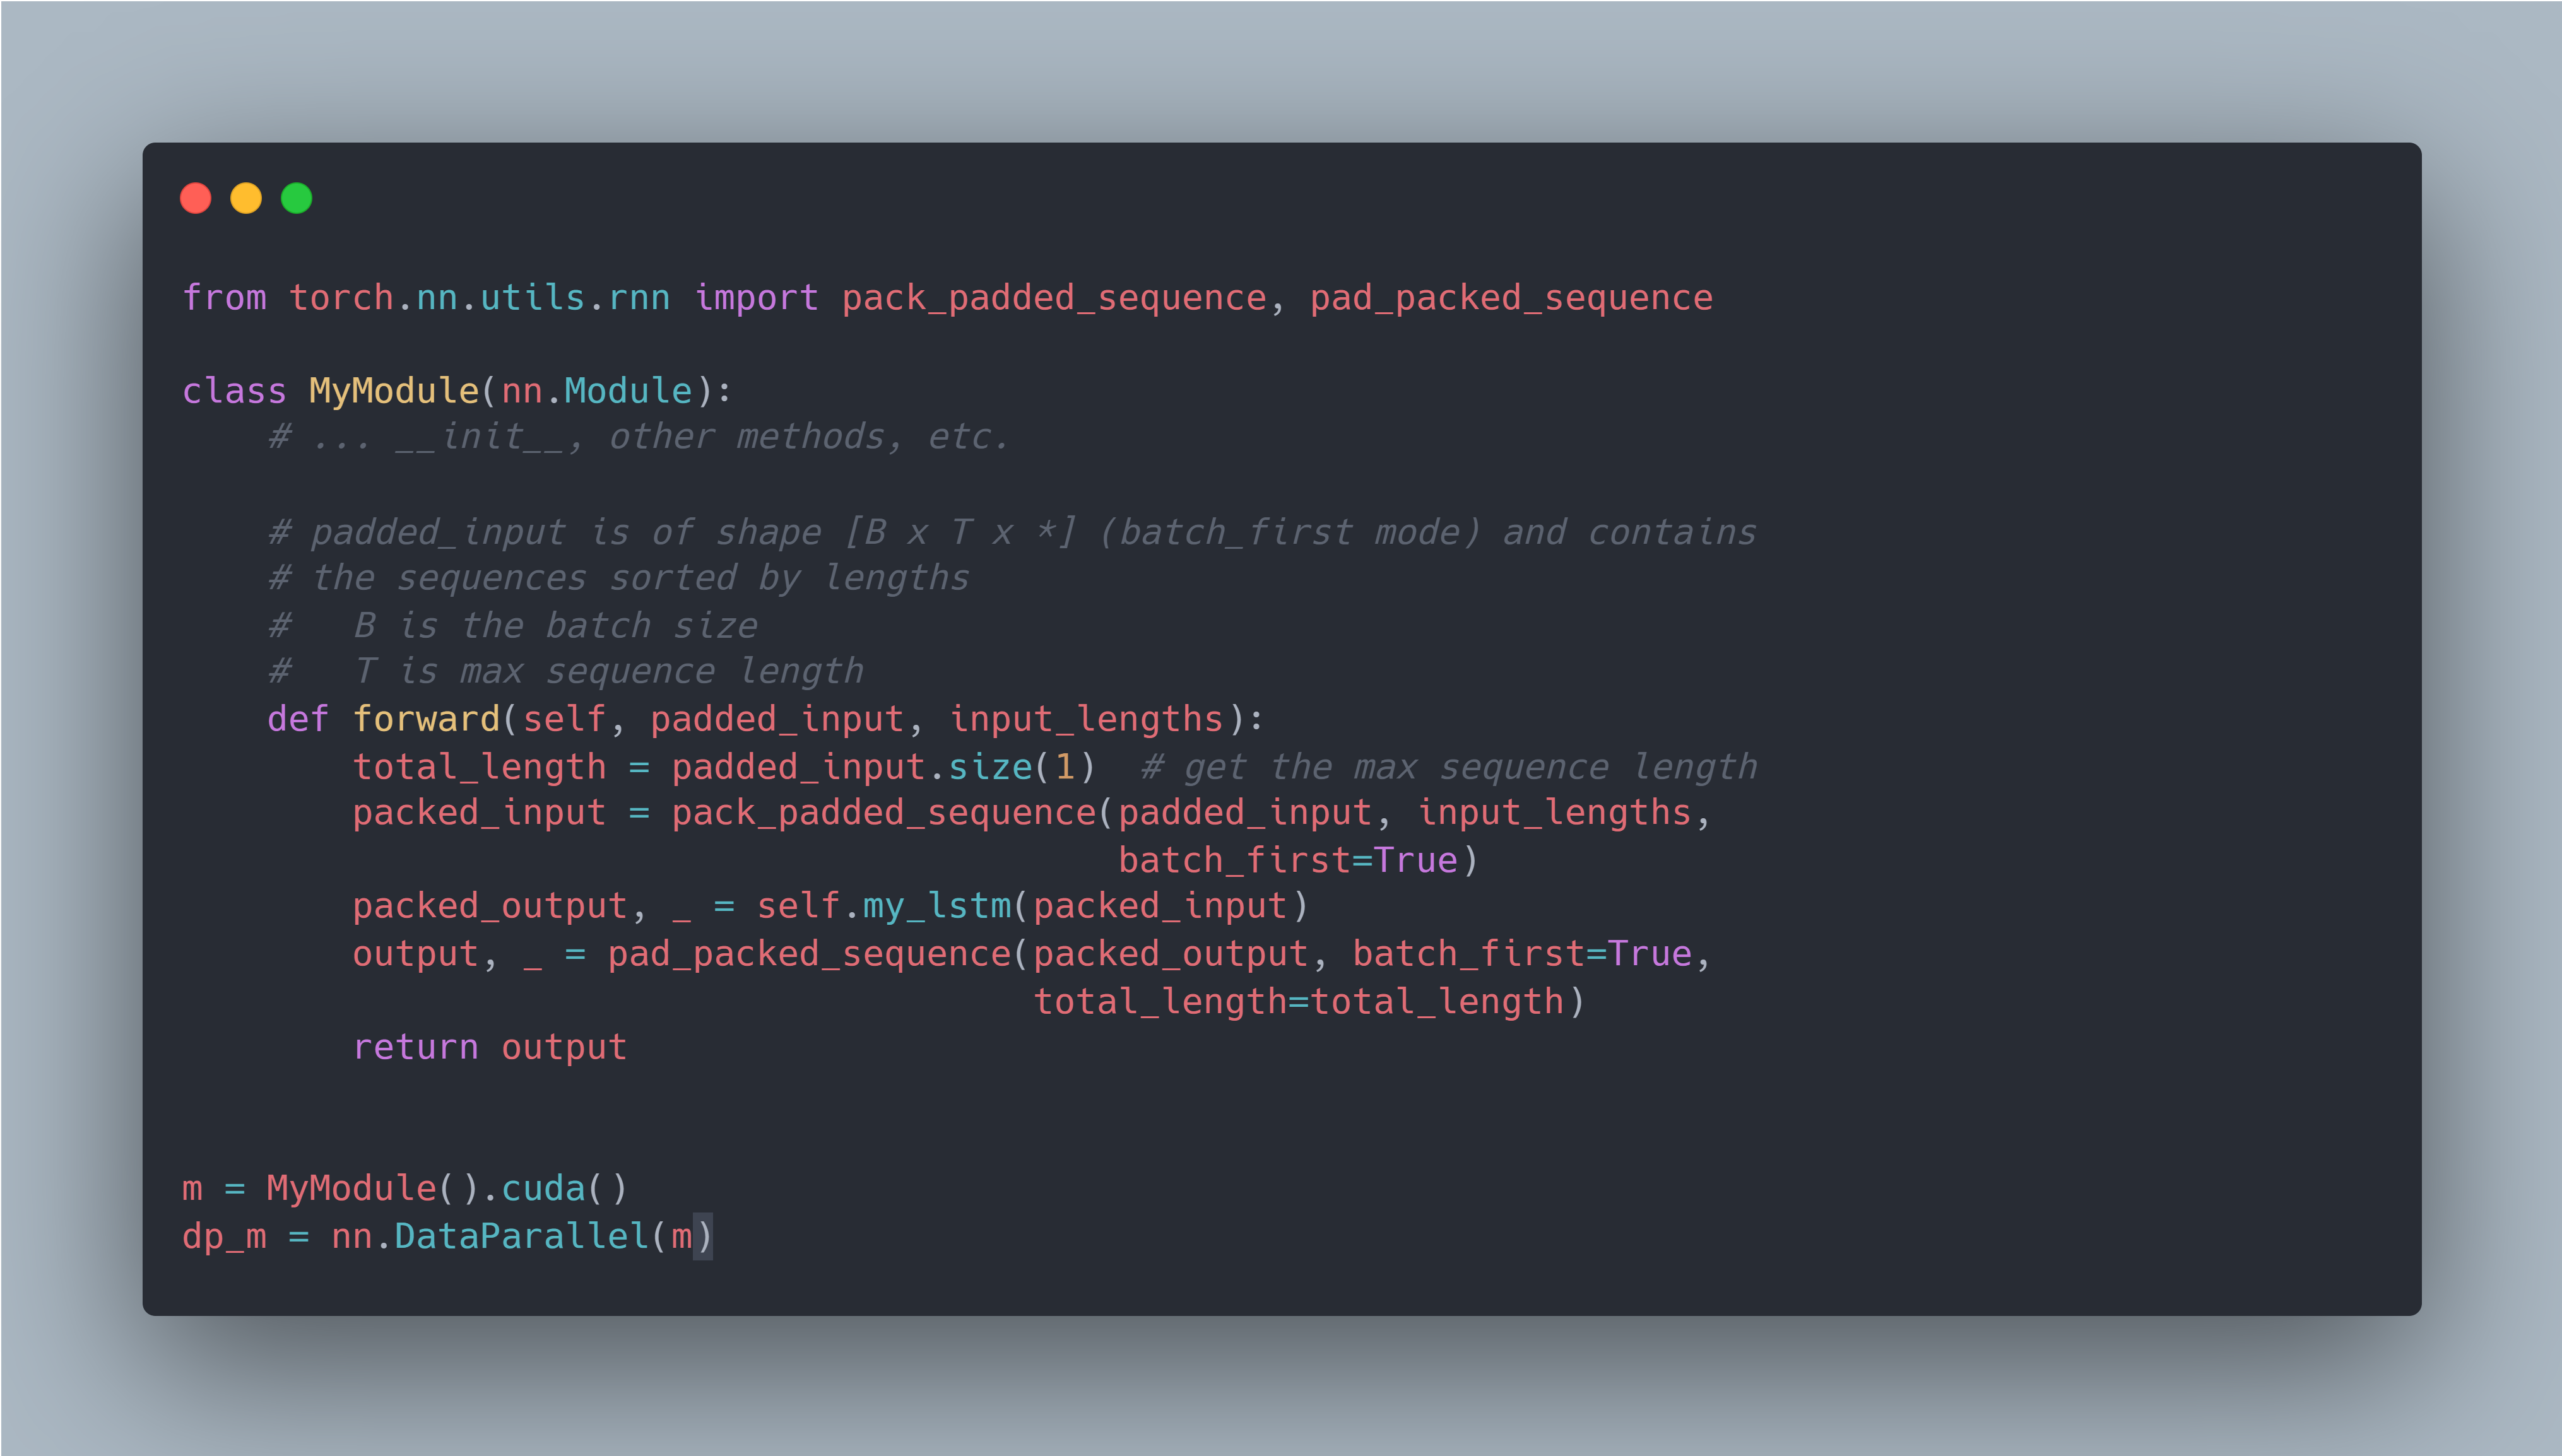 from torch.nn.utils.rnn import pack_padded_sequence, pad_packed_sequence

class MyModule(nn.Module):
    # ... __init__, other methods, etc.

    # padded_input is of shape [B x T x *] (batch_first mode) and contains
    # the sequences sorted by lengths
    #   B is the batch size
    #   T is max sequence length
    def forward(self, padded_input, input_lengths):
        total_length = padded_input.size(1)  # get the max sequence length
        packed_input = pack_padded_sequence(padded_input, input_lengths,
                                            batch_first=True)
        packed_output, _ = self.my_lstm(packed_input)
        output, _ = pad_packed_sequence(packed_output, batch_first=True,
                                        total_length=total_length)
        return output


m = MyModule().cuda()
dp_m = nn.DataParallel(m)